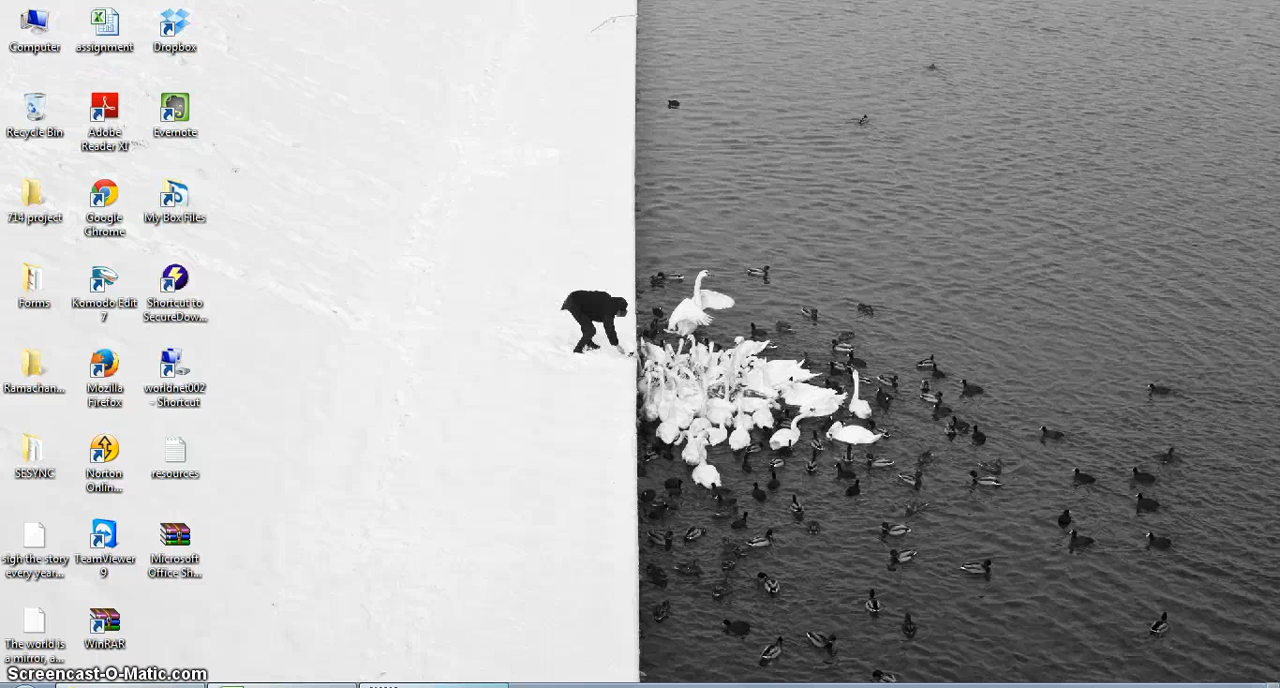 Computer
assignment
Dropbox
Recycle Bin
Adobe
Reader XI
Evernote
714 project
Google
Chrome
My Box Files
Forms
Komodo Edit
7
Shortcut to
SecureDow...
Ramachan...
Mozilla
Firefox
worldnet002
- Shortcut
SESYNC
Norton
Onlin...
resources
sigh the story
every year...
TeamViewer
9
Microsoft
Office Sh...
The world is
a mirror, a...
WinRAR
Screencast-O-Matic.com